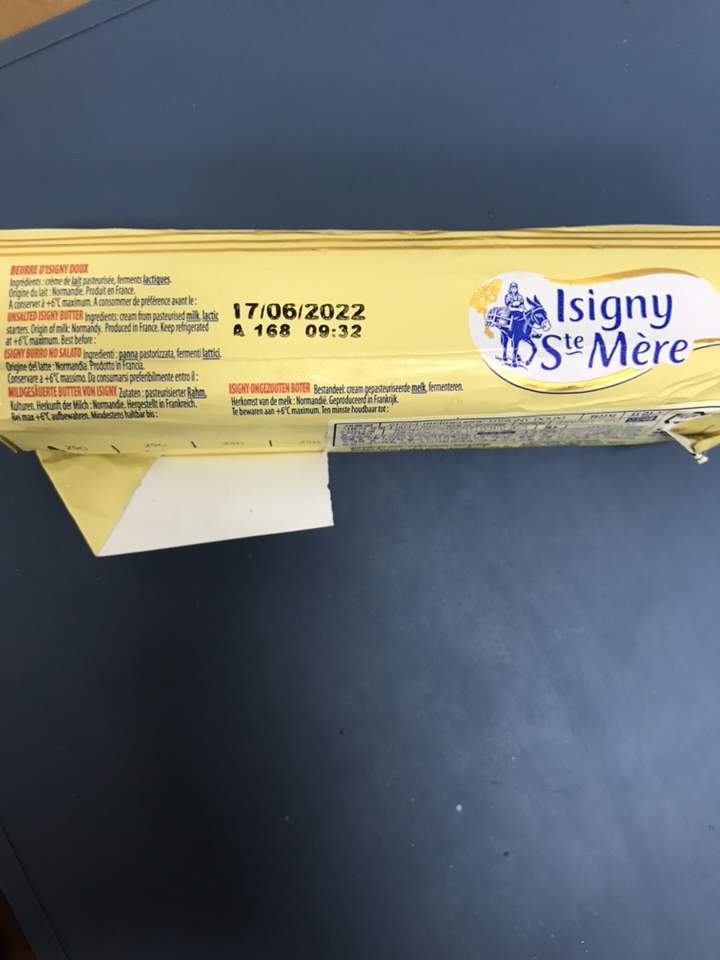 BEURRE D'ISIGNY DOUX
Ingrédients : crème de lait pasteurisée, ferments lactiques.
Origine du lait : Normandie. Produit en France.
A conserver à +6°C maximum. A consommer de préférence avant le :
UNSALTED ISIGNY BUTTER Ingredients: cream from pasteurised milk, lactic
starters. Origin of milk: Normandy. Produced in France. Keep refrigerated
at +6°C maximum. Best before :
ISIGNY BURRO NO SALATO Ingredienti : panna pastorizzata, fermenti lattici.
Origine del latte : Normandia. Prodotto in Francia.
Conservare a +6°C massimo. Da consumarsi preferibilmente entro il :
MILDGESÄUERTE BUTTER VON ISIGNY Zutaten : pasteurisierter Rahm,
Kulturen. Herkunft der Milch : Normandie. Hergestellt in Frankreich.
Bei max +6°C aufbewahren. Mindestens haltbar bis :
17/06/2022
A 168 09:32
ISIGNY ONGEZOUTEN BOTER Bestandeel: cream gepasteuriseerde melk, fermenteren.
Herkomst van de melk : Normandië. Geproduceerd in Frankrijk.
Te bewaren aan +6°C maximum. Ten minste houdbaar tot :
Isigny
Ste Mère
25G | 25G | 25G | 25G